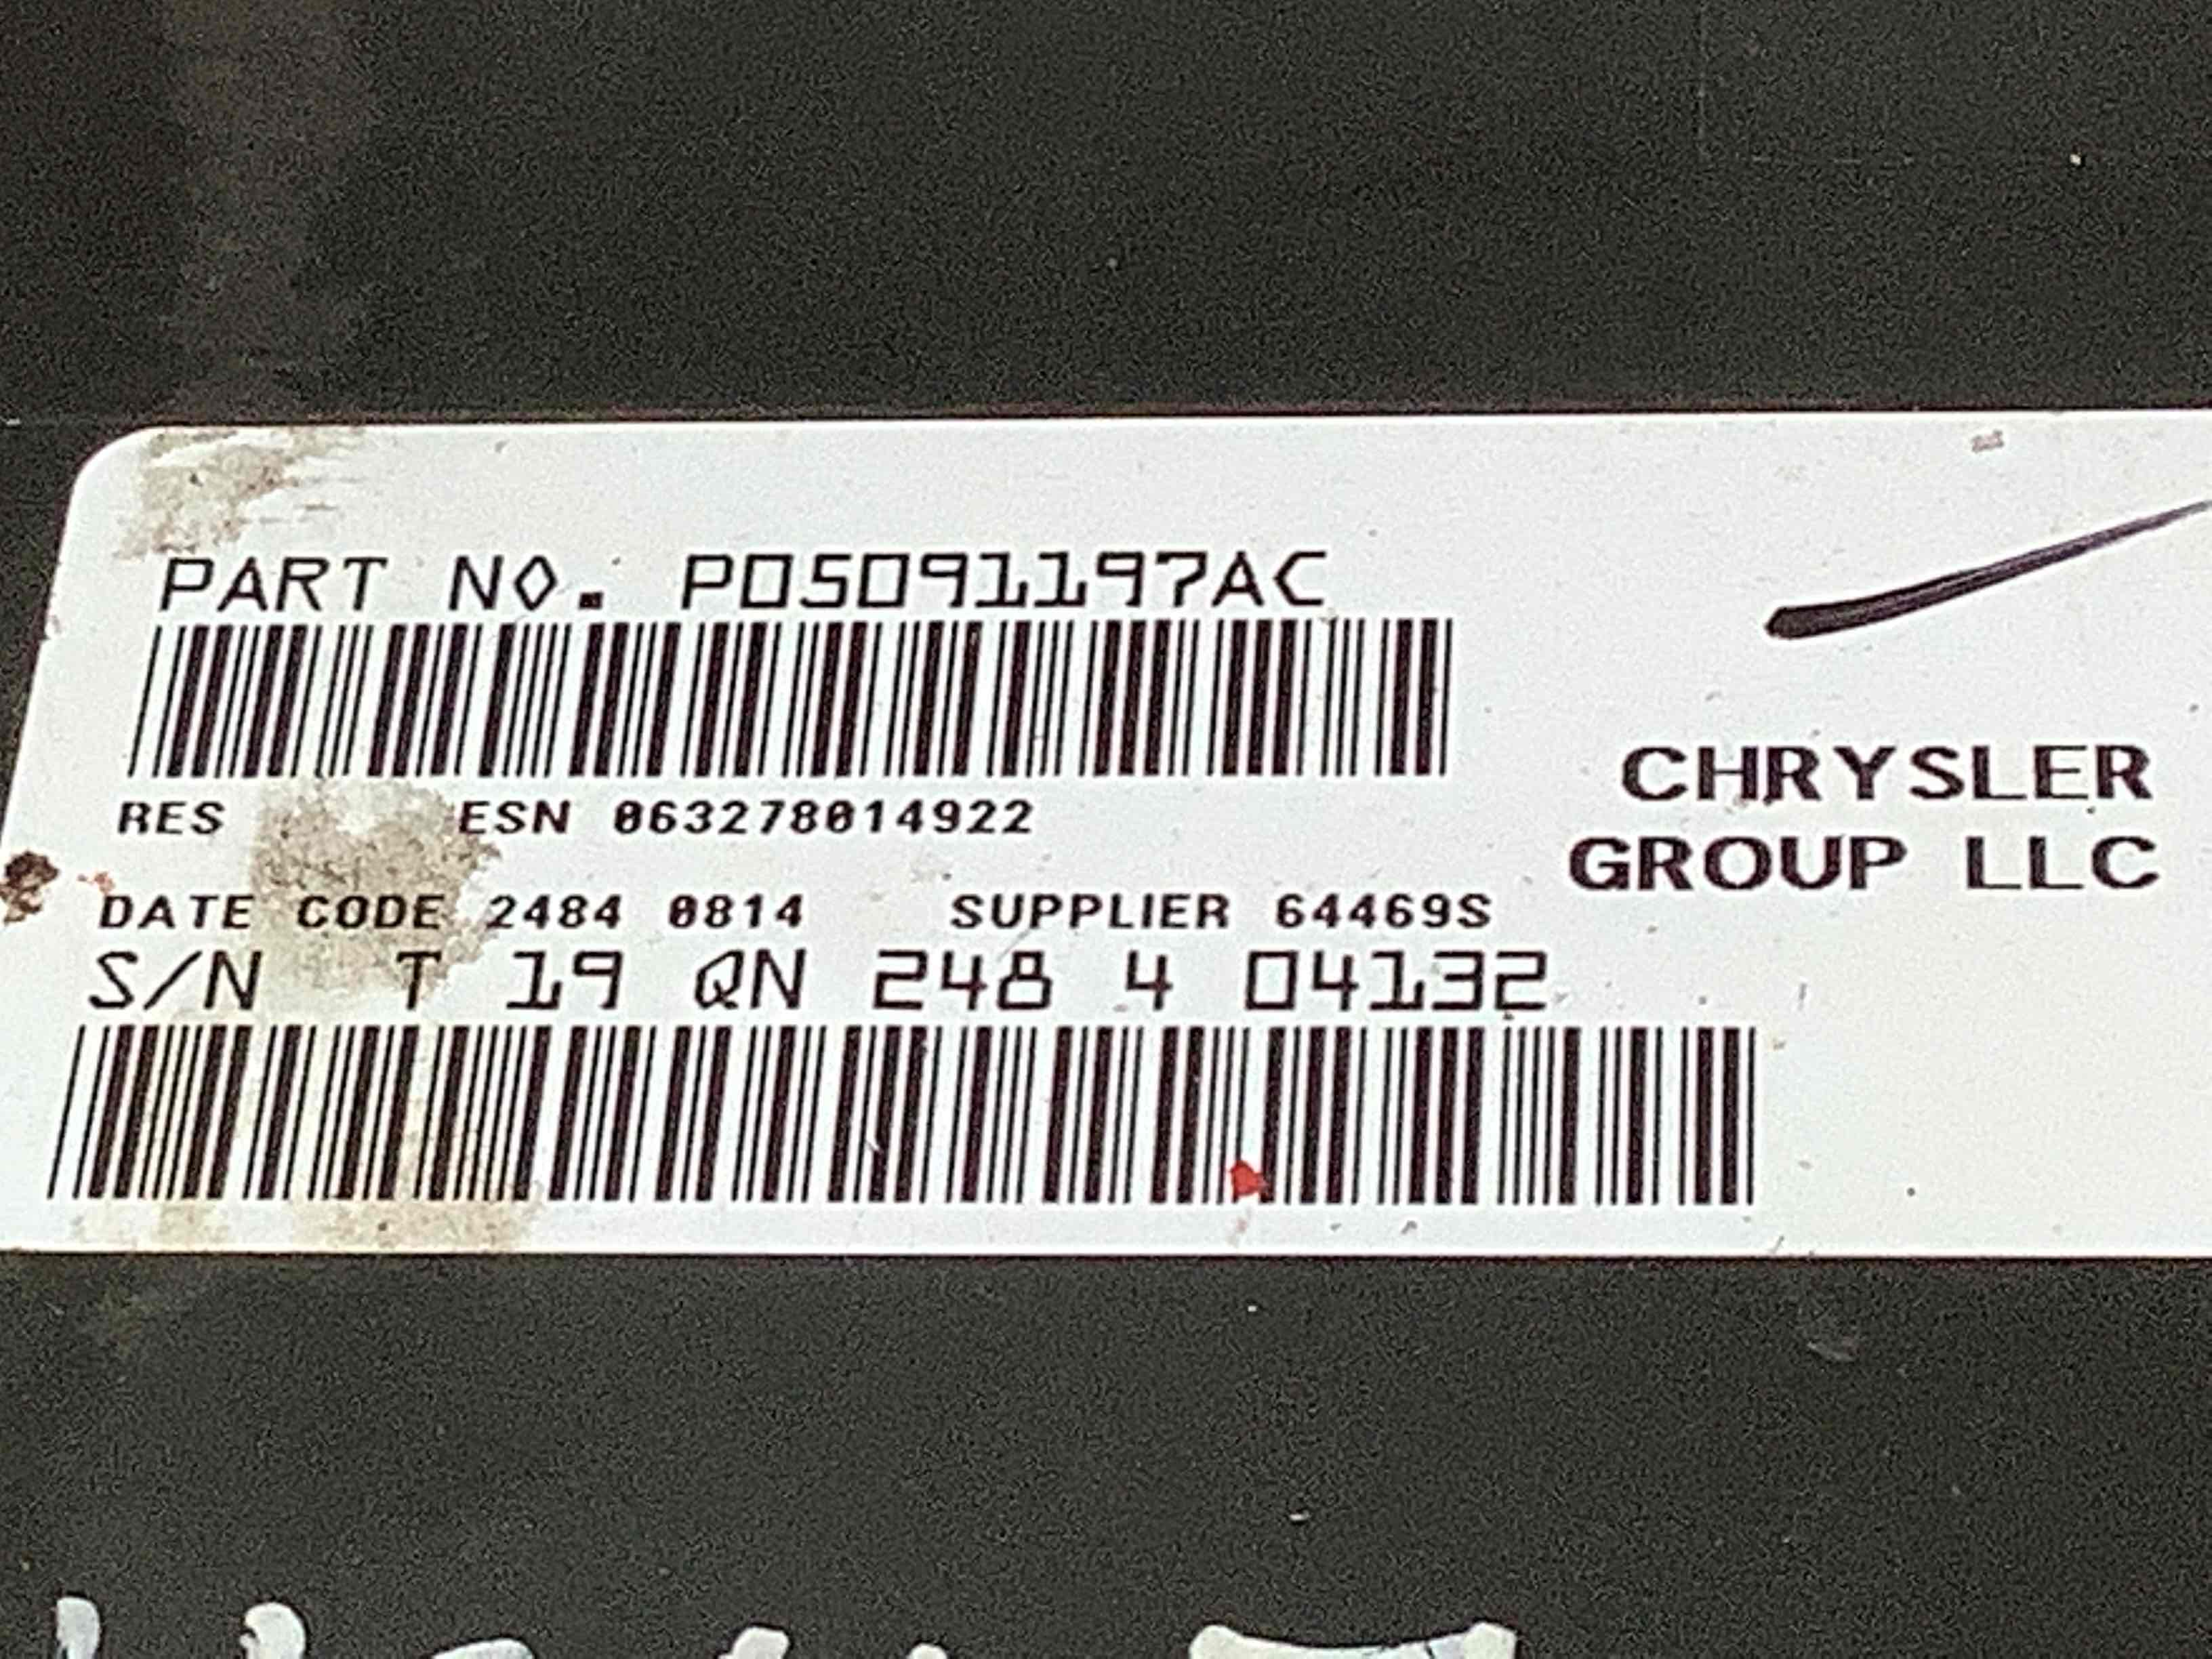 PART NO. P05091197AC
RES ESN 063278014922
CHRYSLER
GROUP LLC
DATE CODE 2484 0814 SUPPLIER 64469S
S/N T 19 QN 248 4 04132